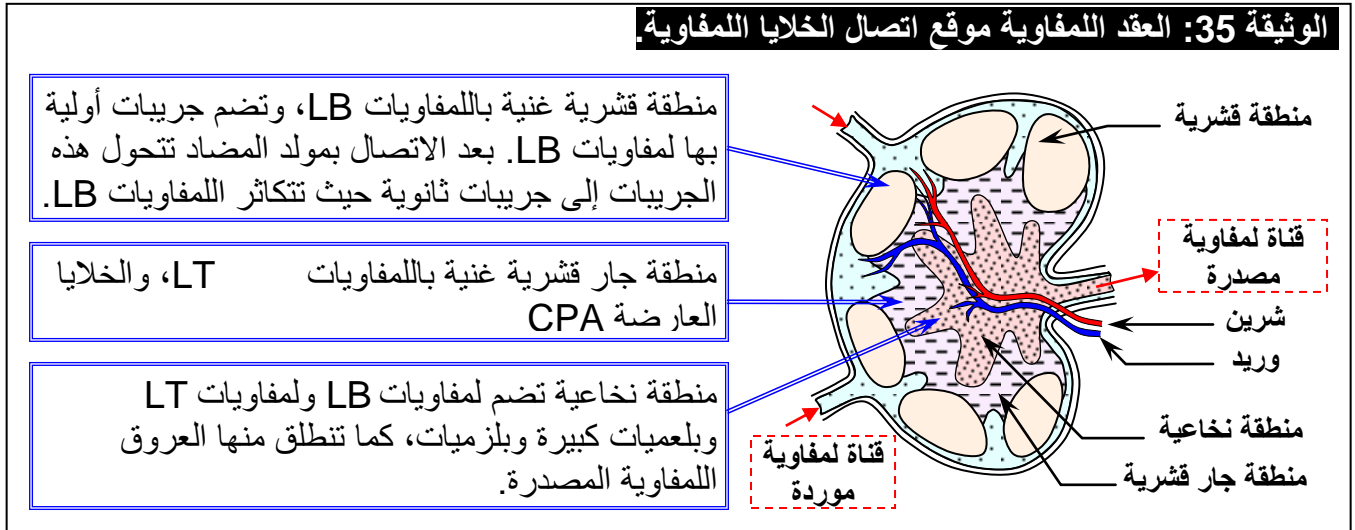 الوثيقة 35: العقد اللمفاوية موقع اتصال الخلايا اللمفاوية.
منطقة قشرية غنية باللمفاويات LB، وتضم جريبات أولية
بها لمفاويات LB. بعد الاتصال بمولد المضاد تتحول هذه
الجريبات إلى جريبات ثانوية حيث تتكاثر اللمفاويات LB.
منطقة جار قشرية غنية باللمفاويات LT، والخلايا
العارضة CPA
منطقة نخاعية تضم لمفاويات LB ولمفاويات LT
وبلعميات كبيرة وبلزميات، كما تنطلق منها العروق
اللمفاوية المصدرة.
منطقة قشرية
قناة لمفاوية
مصدرة
شرين
وريد
منطقة نخاعية
منطقة جار قشرية
قناة لمفاوية
موردة